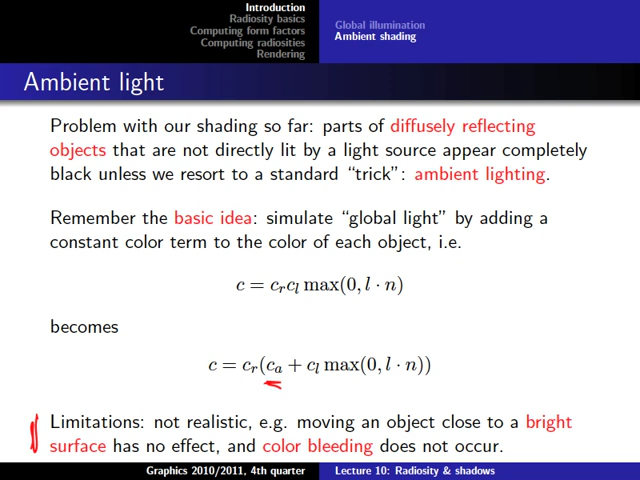 Introduction
Radiosity basics
Computing form factors
Computing radiosities
Rendering
Global illumination
Ambient shading
Ambient light
Problem with our shading so far: parts of diffusely reflecting
objects that are not directly lit by a light source appear completely
black unless we resort to a standard “trick”: ambient lighting.
Remember the basic idea: simulate “global light” by adding a
constant color term to the color of each object, i.e.
c = c_r c_l max(0, l · n)
becomes
c = c_r(c_a + c_l max(0, l · n))
Limitations: not realistic, e.g. moving an object close to a bright
surface has no effect, and color bleeding does not occur.
Graphics 2010/2011, 4th quarter Lecture 10: Radiosity & shadows